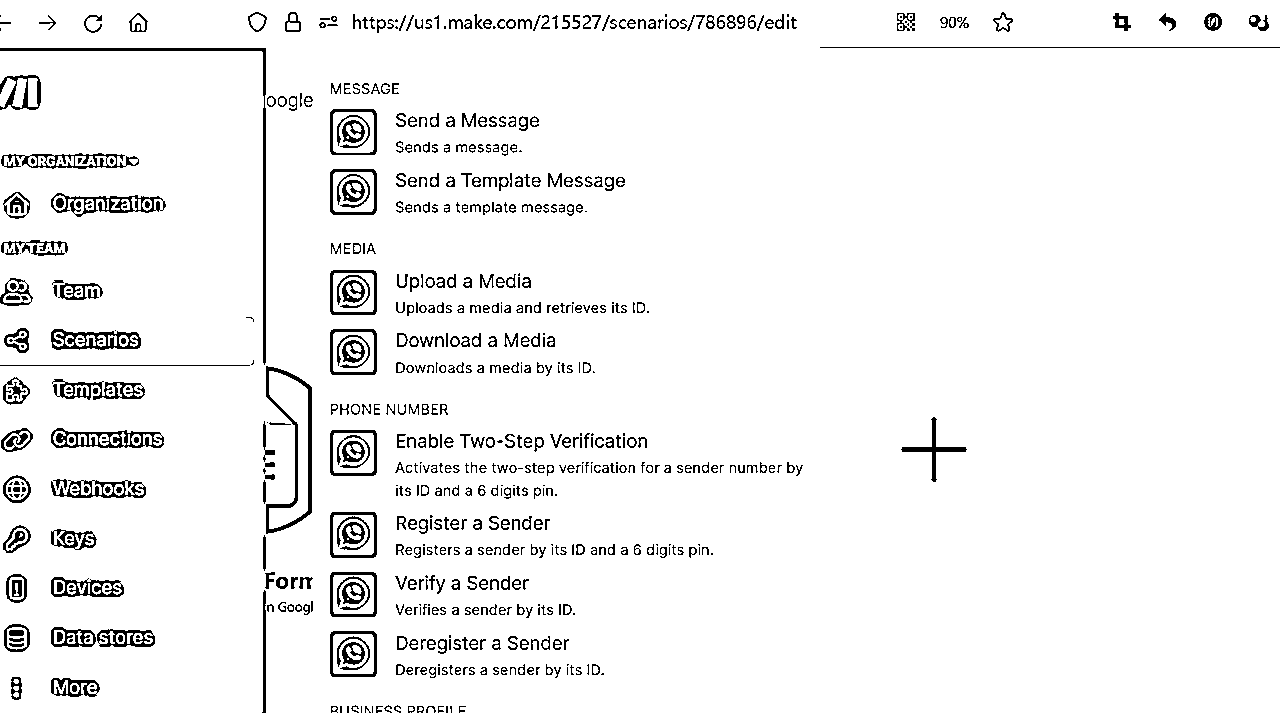 https://us1.make.com/215527/scenarios/786896/edit
90%
MY ORGANIZATION
Organization
MY TEAM
Team
Scenarios
Templates
Connections
Webhooks
Keys
Devices
Data stores
More
oogle
Form
n Googl
MESSAGE
Send a Message
Sends a message.
Send a Template Message
Sends a template message.
MEDIA
Upload a Media
Uploads a media and retrieves its ID.
Download a Media
Downloads a media by its ID.
PHONE NUMBER
Enable Two-Step Verification
Activates the two-step verification for a sender number by
its ID and a 6 digits pin.
Register a Sender
Registers a sender by its ID and a 6 digits pin.
Verify a Sender
Verifies a sender by its ID.
Deregister a Sender
Deregisters a sender by its ID.
BUSINESS PROFILE